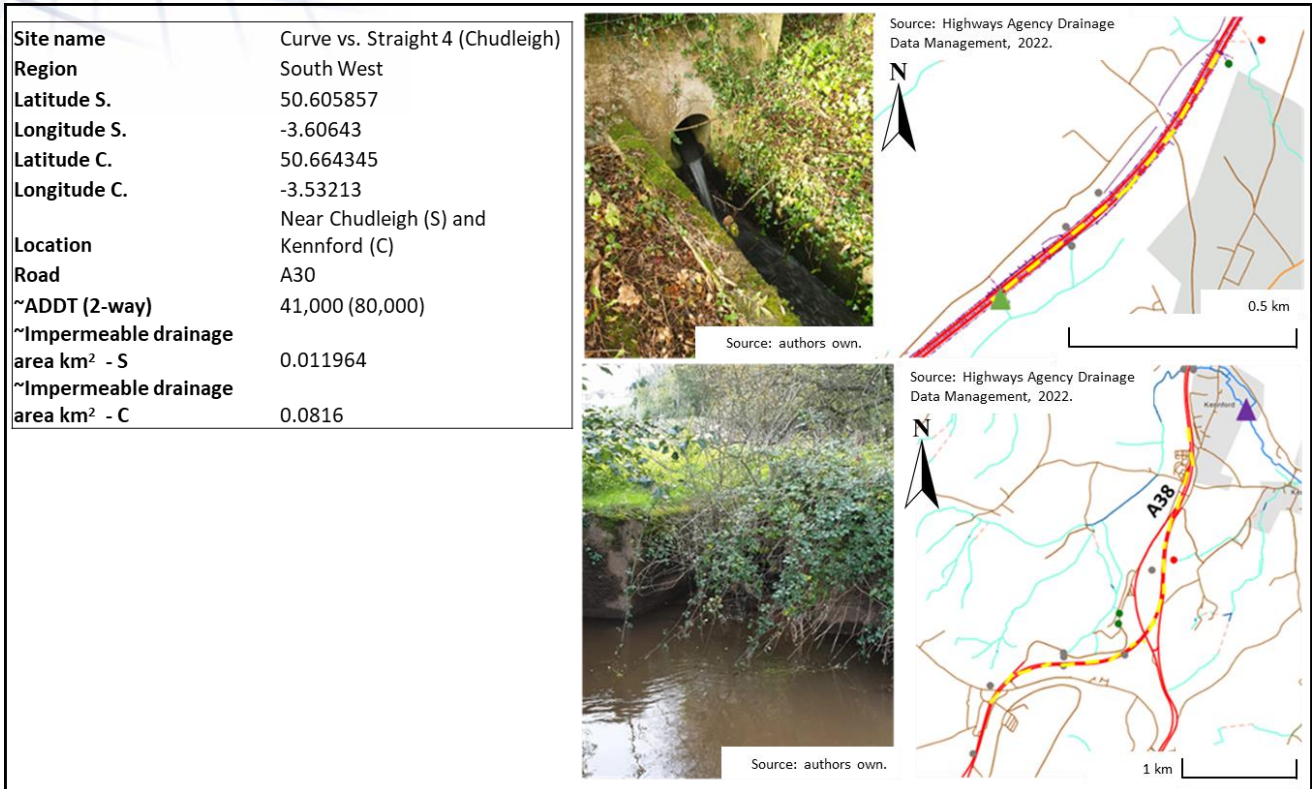 Site name Curve vs. Straight 4 (Chudleigh)
Region South West
Latitude S. 50.605857
Longitude S. -3.60643
Latitude C. 50.664345
Longitude C. -3.53213
Near Chudleigh (S) and
Location Kennford (C)
Road A30
~ADDT (2-way) 41,000 (80,000)
~Impermeable drainage
area km² - S 0.011964
~Impermeable drainage
area km² - C 0.0816
Source: authors own.
Source: Highways Agency Drainage
Data Management, 2022.
N
0.5 km
Source: authors own.
Source: Highways Agency Drainage
Data Management, 2022.
N
Kennford
A38
1 km